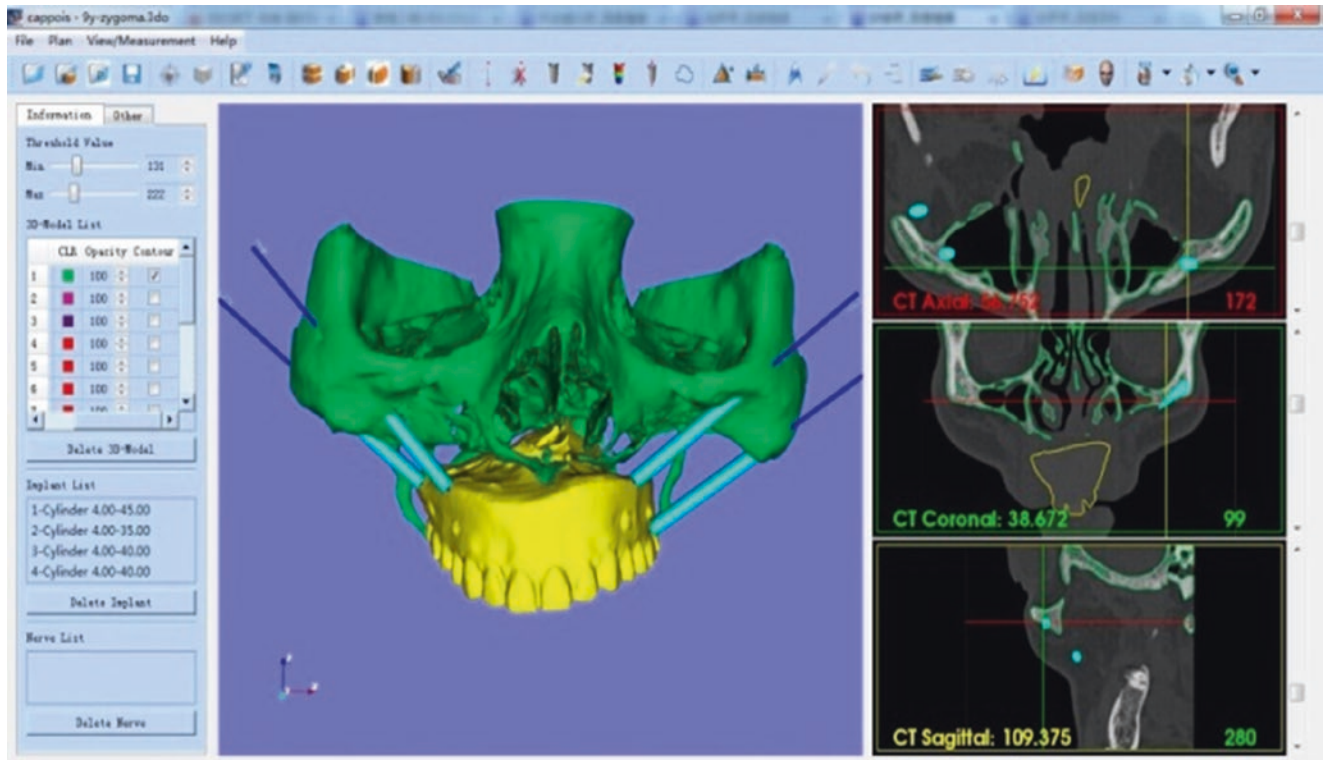 cappois - 9y-zygoma.3do
File Plan View/Measurement Help
Information Other
Threshold Value
Min 131
Max 222
3D-Model List
CLR Opacity Contour
1 100
2 100
3 100
4 100
5 100
6 100
100
Delete 3D-Model
Implant List
1-Cylinder 4.00-45.00
2-Cylinder 4.00-35.00
3-Cylinder 4.00-40.00
4-Cylinder 4.00-40.00
Delete Implant
Nerve List
Delete Nerve
CT Axial: 172
CT Coronal: 38.672 99
CT Sagittal: 109.375 280